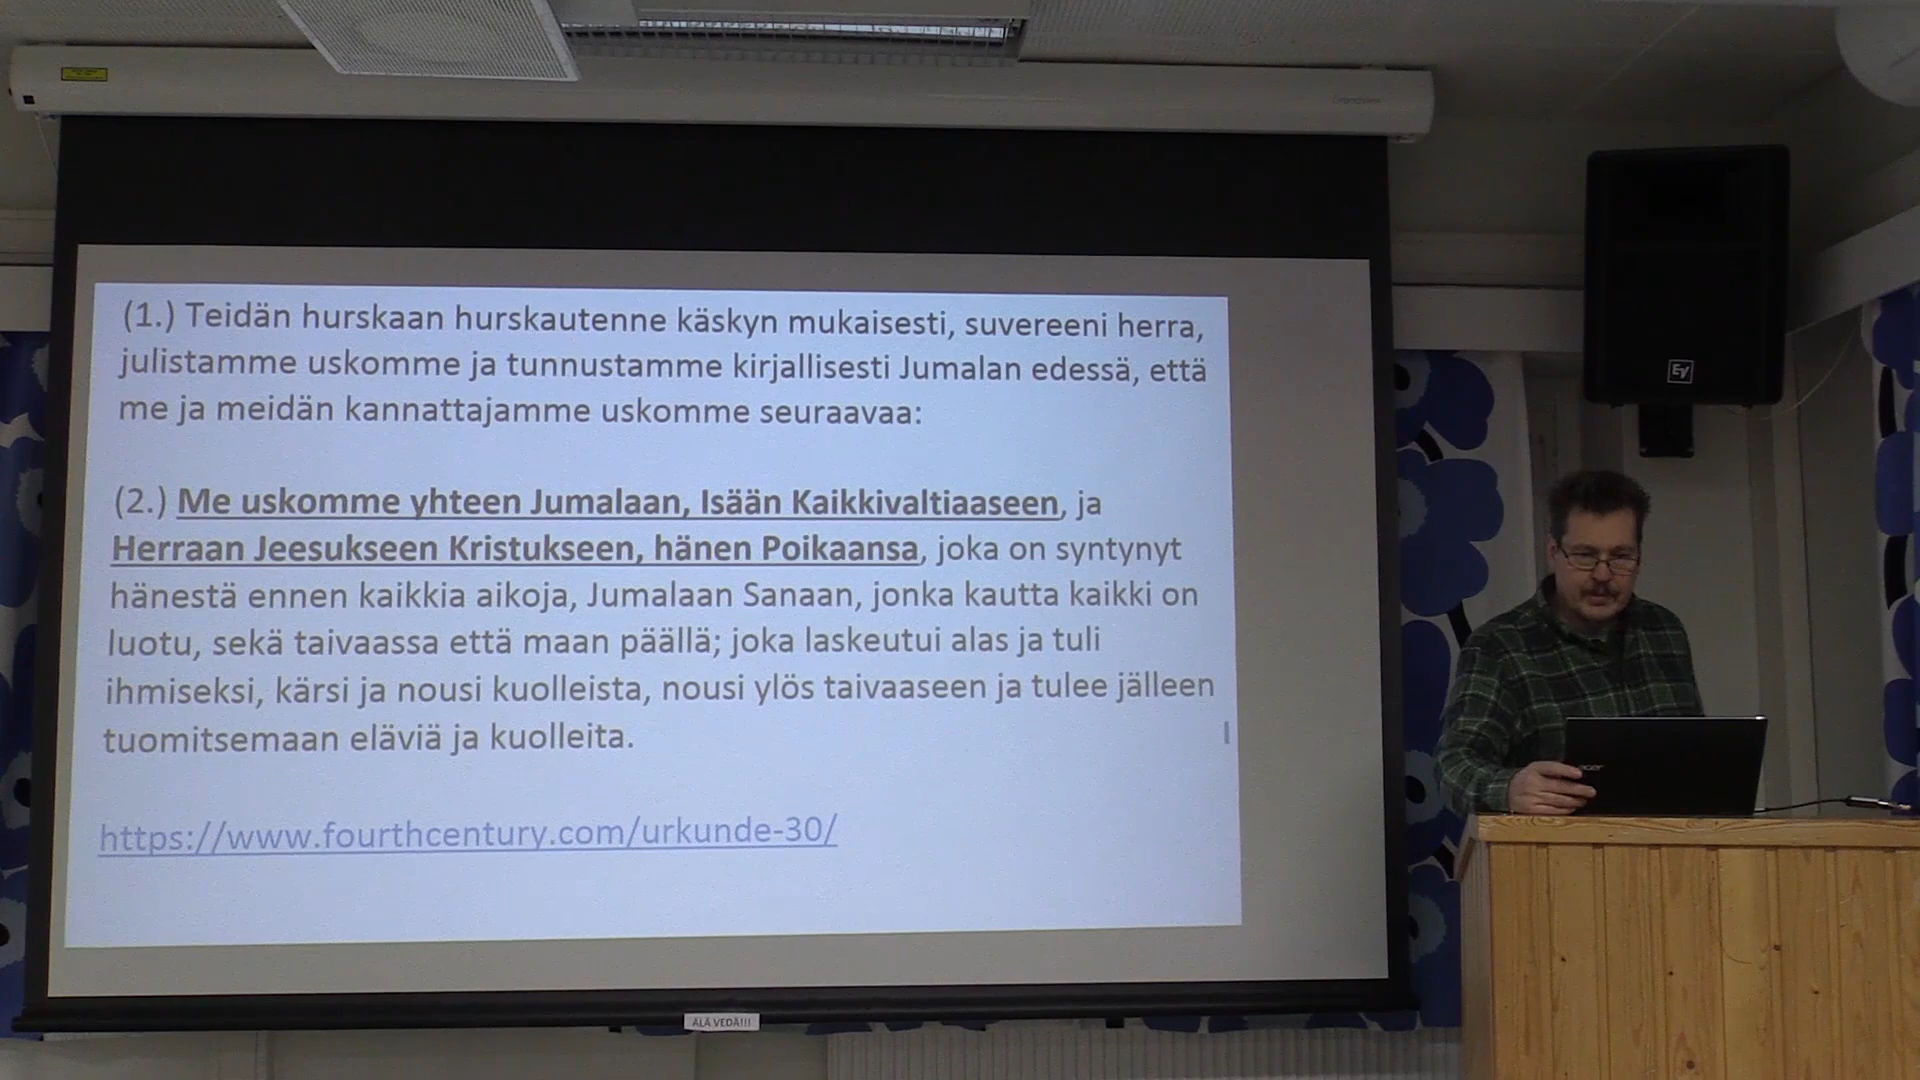 Grandview
EV
(1.) Teidän hurskaan hurskautenne käskyn mukaisesti, suvereeni herra,
julistamme uskomme ja tunnustamme kirjallisesti Jumalan edessä, että
me ja meidän kannattajamme uskomme seuraavaa:
(2.) Me uskomme yhteen Jumalaan, Isään Kaikkivaltiaaseen, ja
Herraan Jeesukseen Kristukseen, hänen Poikaansa, joka on syntynyt
hänestä ennen kaikkia aikoja, Jumalaan Sanaan, jonka kautta kaikki on
luotu, sekä taivaassa että maan päällä; joka laskeutui alas ja tuli
ihmiseksi, kärsi ja nousi kuolleista, nousi ylös taivaaseen ja tulee jälleen
tuomitsemaan eläviä ja kuolleita.
https://www.fourthcentury.com/urkunde-30/
acer
ÄLÄ VEDÄ!!!